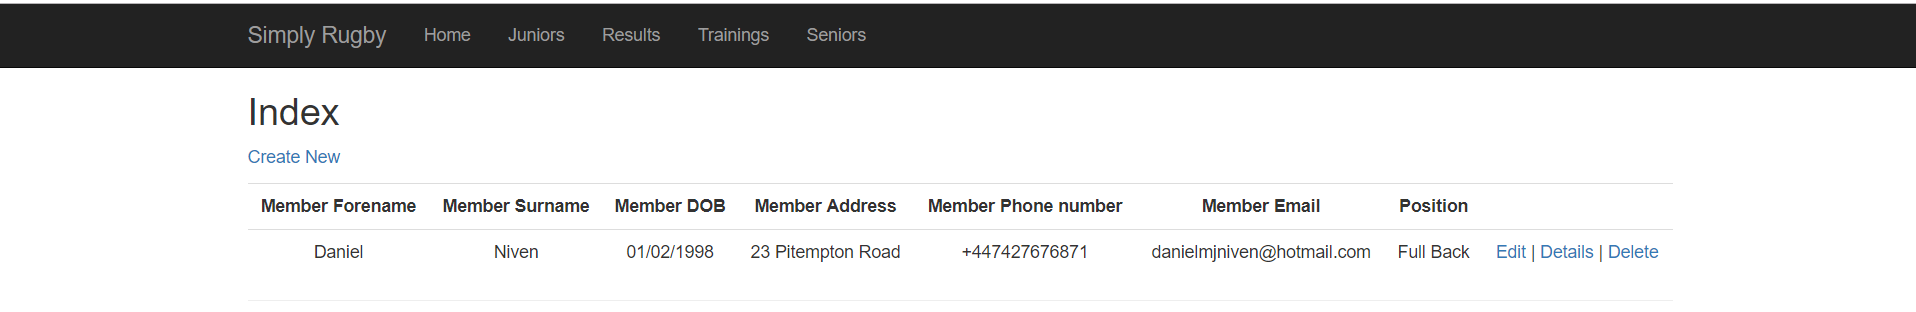 Simply Rugby Home Juniors Results Trainings Seniors
Index
Create New
Member Forename Member Surname Member DOB Member Address Member Phone number Member Email Position
Daniel Niven 01/02/1998 23 Pitempton Road +447427676871 danielmjniven@hotmail.com Full Back Edit | Details | Delete